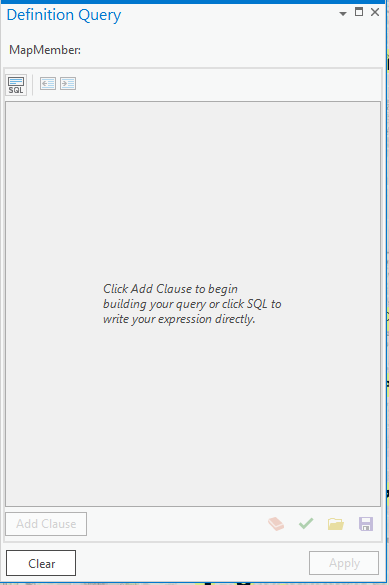 Definition Query
MapMember:
SQL
Click Add Clause to begin
building your query or click SQL to
write your expression directly.
Add Clause
Clear
Apply